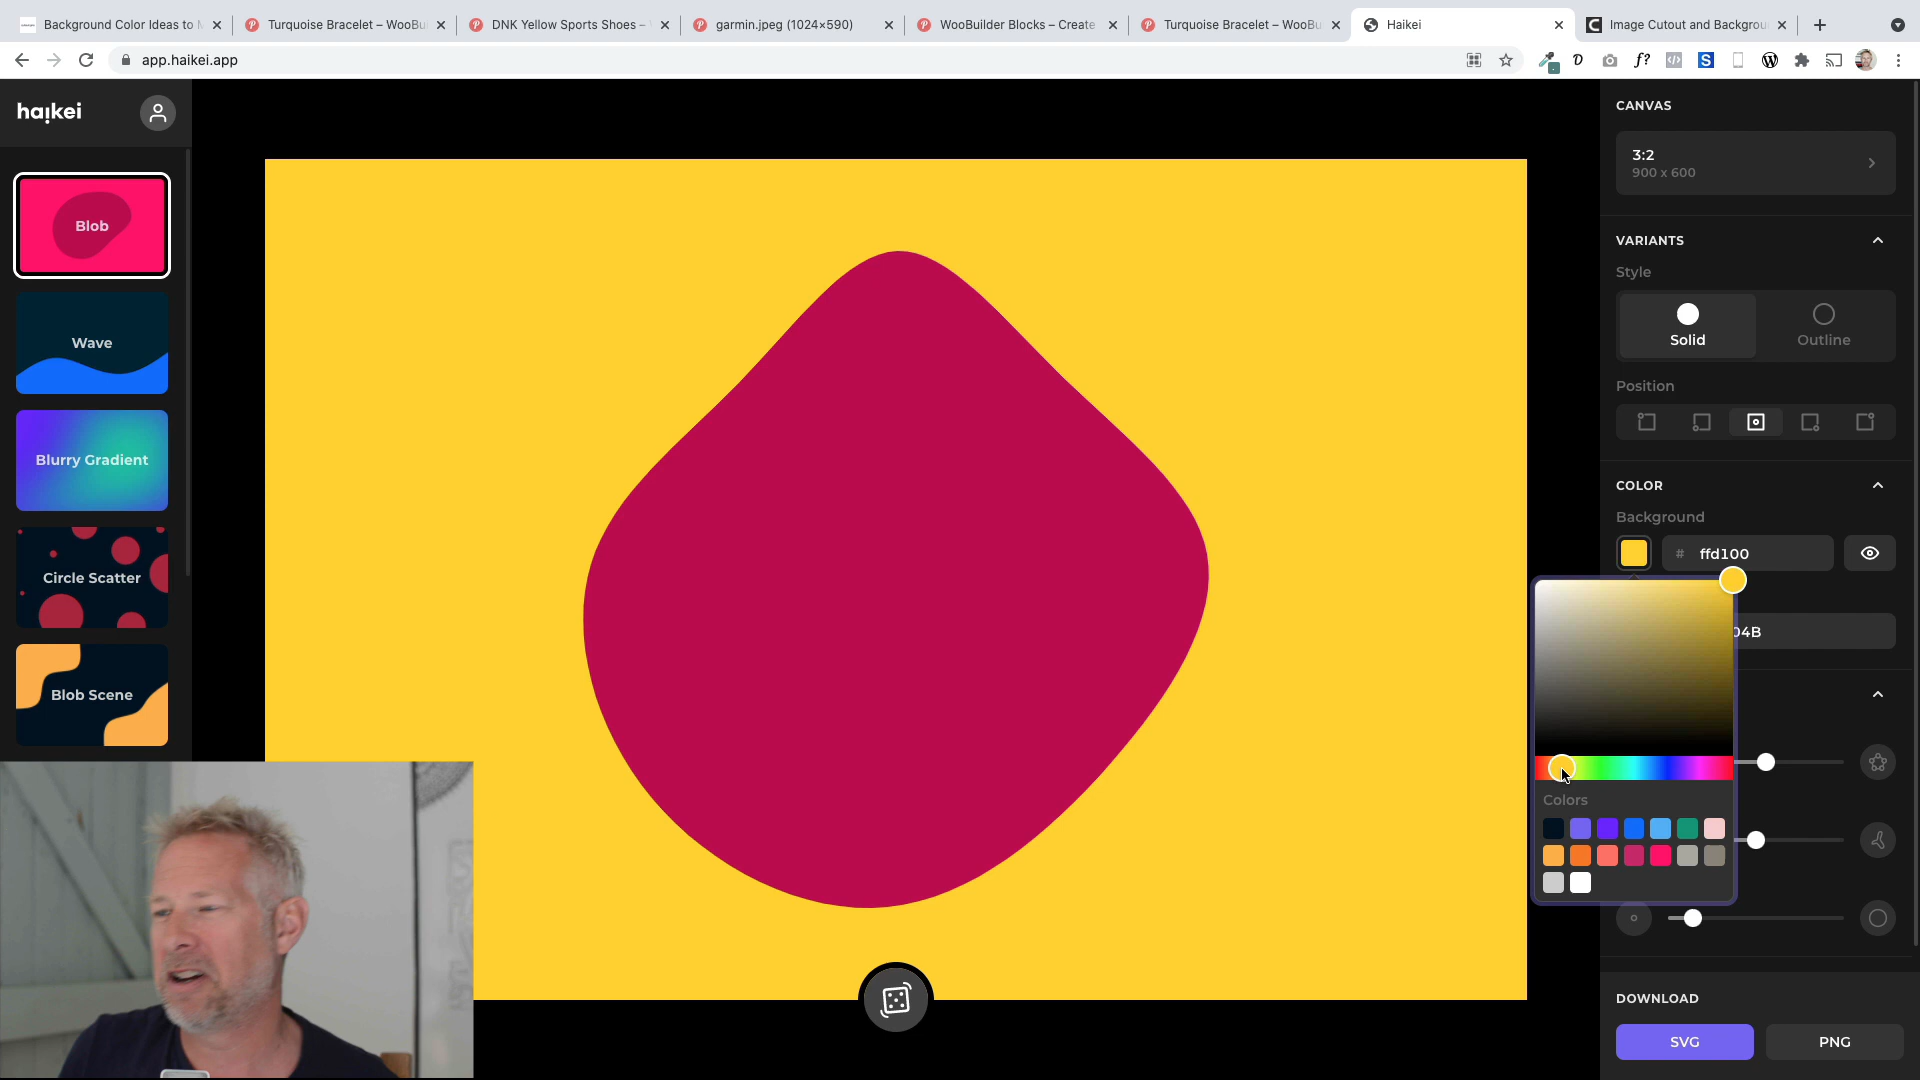 Background Color Ideas to M
Turquoise Bracelet – WooBu
DNK Yellow Sports Shoes –
garmin.jpeg (1024×590)
WooBuilder Blocks – Create
Turquoise Bracelet – WooBu
Haikei
Image Cutout and Backgrou
app.haikei.app
haikei
Blob
Wave
Blurry Gradient
Circle Scatter
Blob Scene
CANVAS
3:2
900 x 600
VARIANTS
Style
Solid
Outline
Position
COLOR
Background
# ffd100
04B
Colors
DOWNLOAD
SVG
PNG